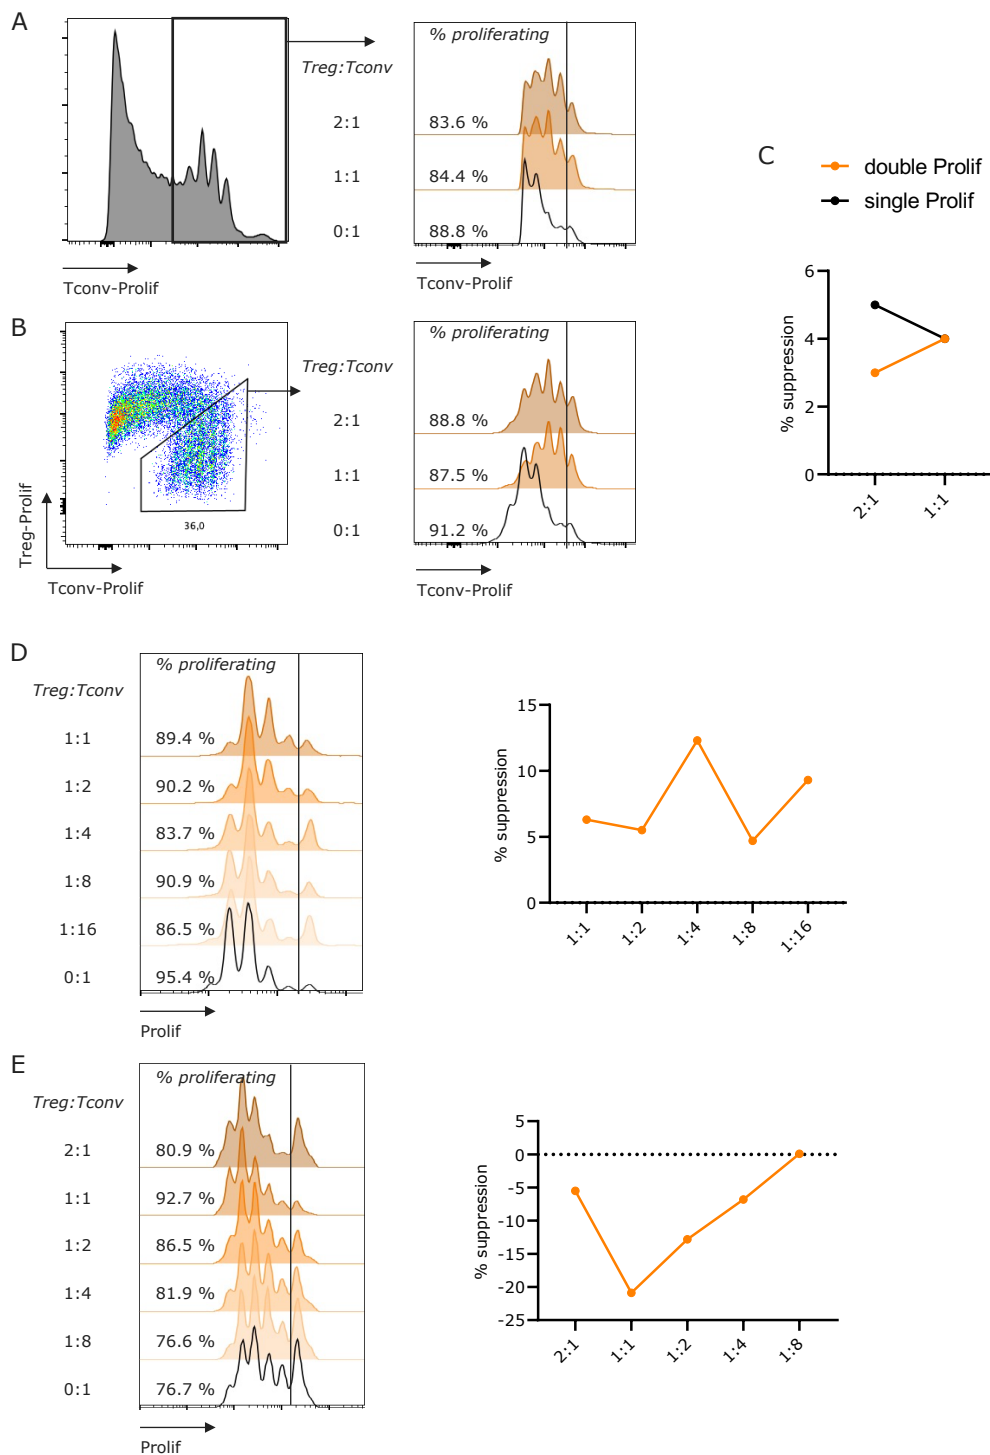 A
% proliferating
Treg:Tconv
2:1
83.6 %
1:1
84.4 %
0:1
88.8 %
Tconv-Prolif
Tconv-Prolif
B
% proliferating
Treg:Tconv
2:1
88.8 %
1:1
87.5 %
0:1
91.2 %
36,0
Treg-Prolif
Tconv-Prolif
Tconv-Prolif
C
double Prolif
single Prolif
% suppression
6
4
2
0
2:1
1:1
D
% proliferating
Treg:Tconv
1:1
89.4 %
1:2
90.2 %
1:4
83.7 %
1:8
90.9 %
1:16
86.5 %
0:1
95.4 %
Prolif
% suppression
15
10
5
0
1:1
1:2
1:4
1:8
1:16
E
% proliferating
Treg:Tconv
2:1
80.9 %
1:1
92.7 %
1:2
86.5 %
1:4
81.9 %
1:8
76.6 %
0:1
76.7 %
Prolif
% suppression
5
0
-5
-10
-15
-20
-25
2:1
1:1
1:2
1:4
1:8